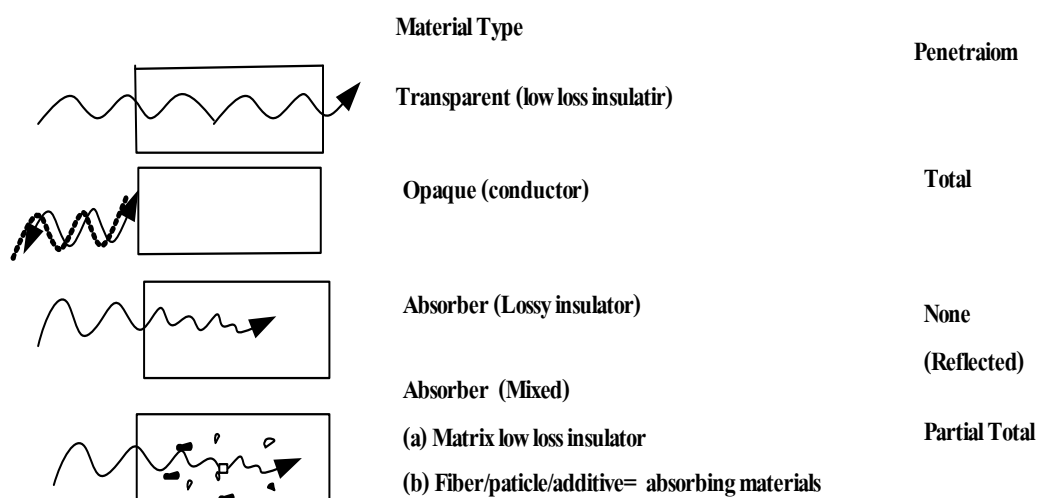 Material Type
Penetraiom
Transparent (low loss insulatir)
Opaque (conductor)
Total
Absorber (Lossy insulator)
None
(Reflected)
Absorber (Mixed)
(a) Matrix low loss insulator
Partial Total
(b) Fiber/paticle/additive= absorbing materials